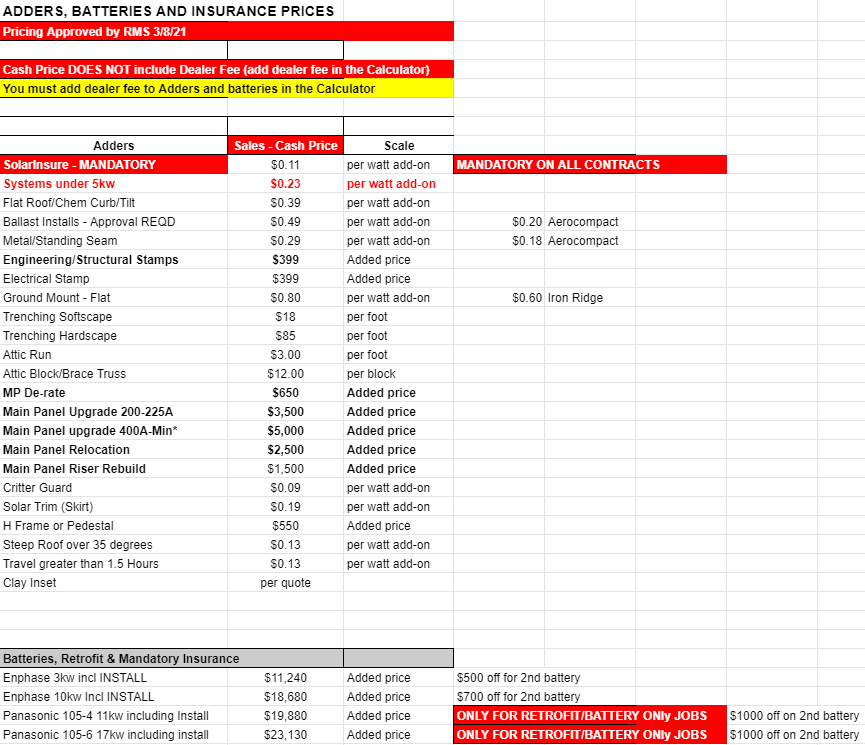 ADDERS, BATTERIES AND INSURANCE PRICES
Pricing Approved by RMS 3/8/21
Cash Price DOES NOT include Dealer Fee (add dealer fee in the Calculator)
You must add dealer fee to Adders and batteries in the Calculator
Adders Sales - Cash Price Scale
SolarInsure - MANDATORY $0.11 per watt add-on MANDATORY ON ALL CONTRACTS
Systems under 5kw $0.23 per watt add-on
Flat Roof/Chem Curb/Tilt $0.39 per watt add-on
Ballast Installs - Approval REQD $0.49 per watt add-on $0.20 Aerocompact
Metal/Standing Seam $0.29 per watt add-on $0.18 Aerocompact
Engineering/Structural Stamps $399 Added price
Electrical Stamp $399 Added price
Ground Mount - Flat $0.80 per watt add-on $0.60 Iron Ridge
Trenching Softscape $18 per foot
Trenching Hardscape $85 per foot
Attic Run $3.00 per foot
Attic Block/Brace Truss $12.00 per block
MP De-rate $650 Added price
Main Panel Upgrade 200-225A $3,500 Added price
Main Panel upgrade 400A-Min* $5,000 Added price
Main Panel Relocation $2,500 Added price
Main Panel Riser Rebuild $1,500 Added price
Critter Guard $0.09 per watt add-on
Solar Trim (Skirt) $0.19 per watt add-on
H Frame or Pedestal $550 Added price
Steep Roof over 35 degrees $0.13 per watt add-on
Travel greater than 1.5 Hours $0.13 per watt add-on
Clay Inset per quote
Batteries, Retrofit & Mandatory Insurance
Enphase 3kw incl INSTALL $11,240 Added price $500 off for 2nd battery
Enphase 10kw Incl INSTALL $18,680 Added price $700 off for 2nd battery
Panasonic 105-4 11kw including Install $19,880 Added price ONLY FOR RETROFIT/BATTERY ONly JOBS $1000 off on 2nd battery
Panasonic 105-6 17kw including install $23,130 Added price ONLY FOR RETROFIT/BATTERY ONly JOBS $1000 off on 2nd battery